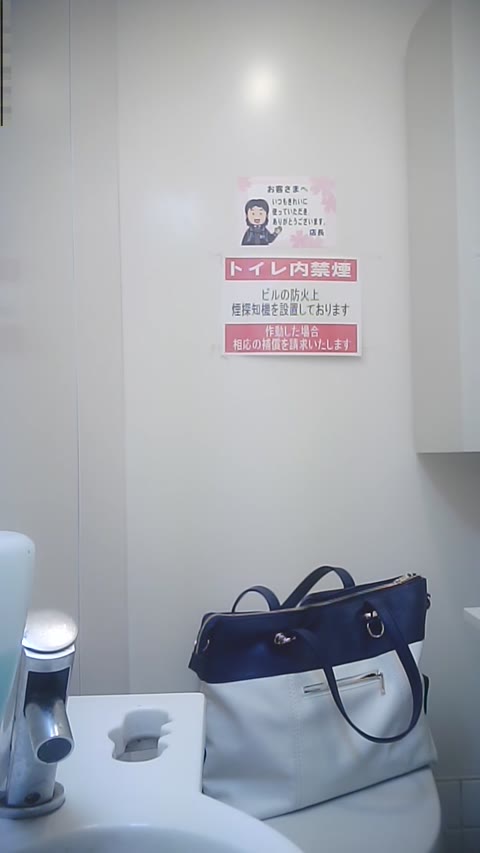 お客さまへ
いつもきれいに
使っていただき、
ありがとうございます。
店長
トイレ内禁煙
ビルの防火上
煙探知機を設置しております
作動した場合
相応の補償を請求いたします